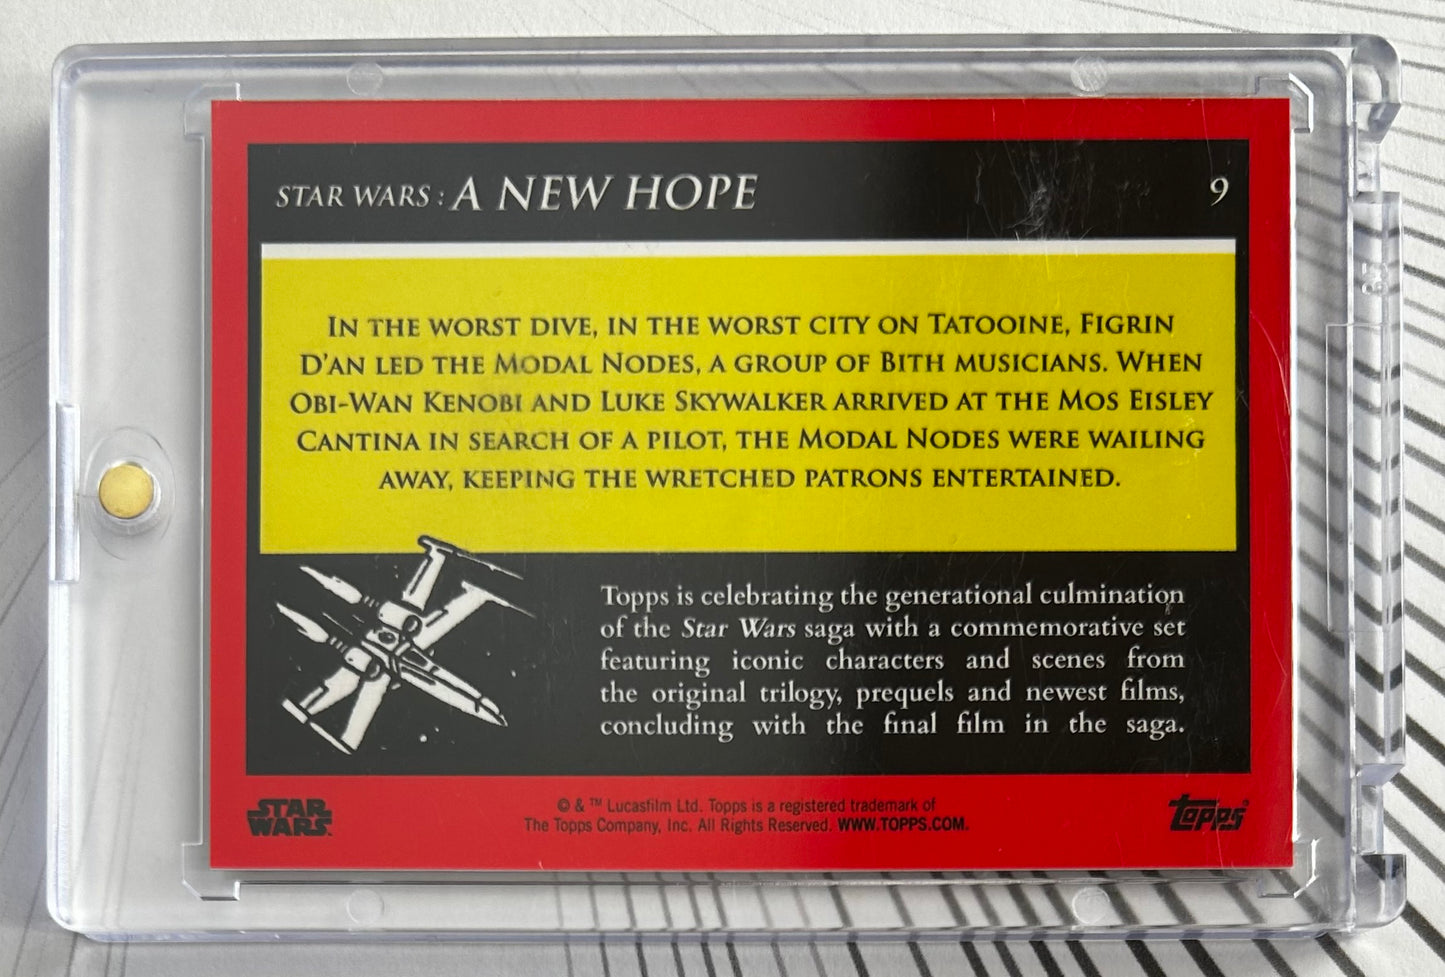 STAR WARS : A NEW HOPE
9
IN THE WORST DIVE, IN THE WORST CITY ON TATOOINE, FIGRIN
D'AN LED THE MODAL NODES, A GROUP OF BITH MUSICIANS. WHEN
OBI-WAN KENOBI AND LUKE SKYWALKER ARRIVED AT THE MOS EISLEY
CANTINA IN SEARCH OF A PILOT, THE MODAL NODES WERE WAILING
AWAY, KEEPING THE WRETCHED PATRONS ENTERTAINED.
Topps is celebrating the generational culmination
of the Star Wars saga with a commemorative set
featuring iconic characters and scenes from
the original trilogy, prequels and newest films,
concluding with the final film in the saga.
STAR
WARS
© & ™ Lucasfilm Ltd. Topps is a registered trademark of
The Topps Company, Inc. All Rights Reserved. WWW.TOPPS.COM.
topps®